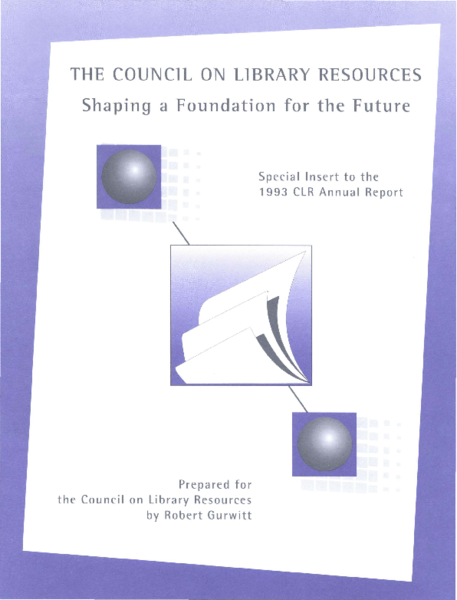 THE COUNCIL ON LIBRARY RESOURCES
Shaping a Foundation for the Future
Special Insert to the
1993 CLR Annual Report
Prepared for
the Council on Library Resources
by Robert Gurwitt